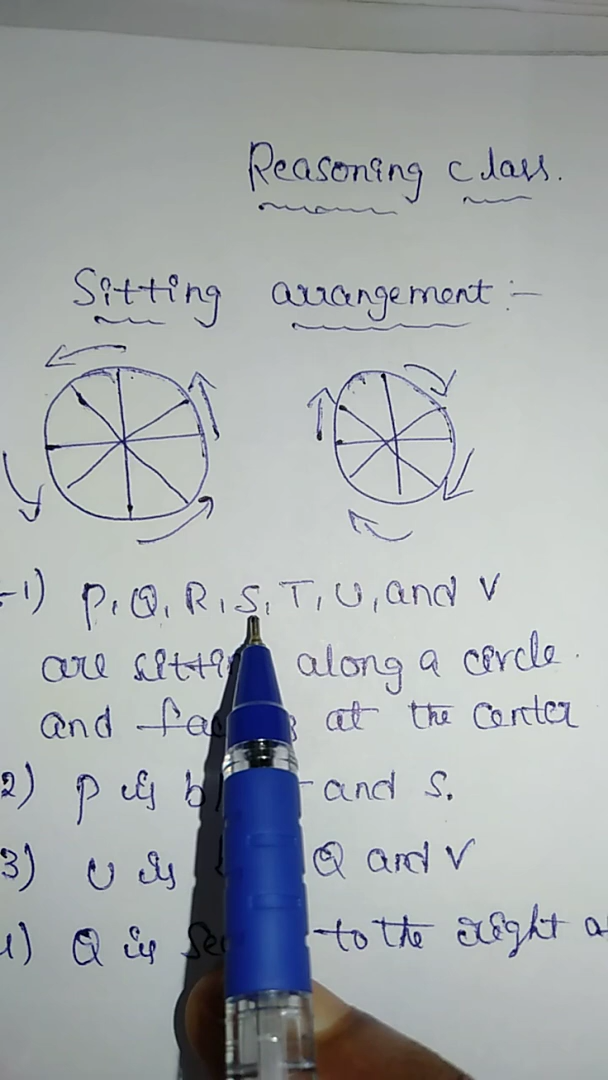 Reasoning class.
Sitting arrangement :-
1) P, Q, R, S, T, U, and V
are along a circle.
and at the center
2) P is and S.
3) U is Q and V
Q is to the right